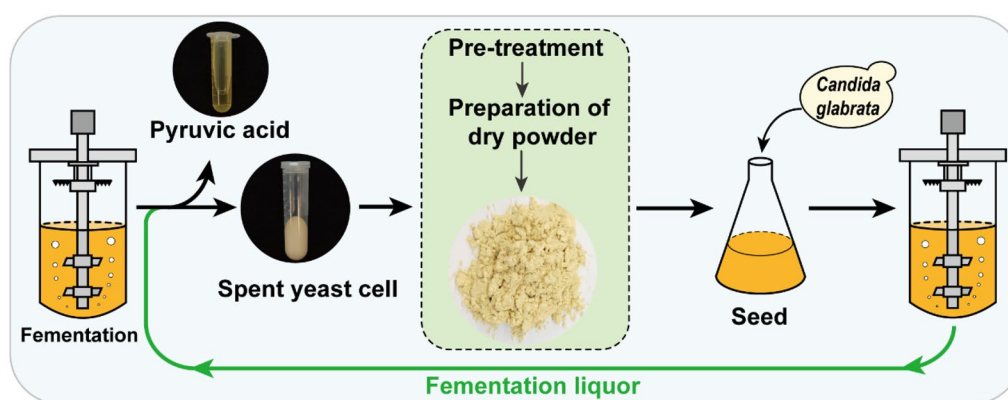 Pyruvic acid
Pre-treatment
Preparation of
dry powder
Candida
glabrata
Spent yeast cell
Fementation
Seed
Fementation liquor